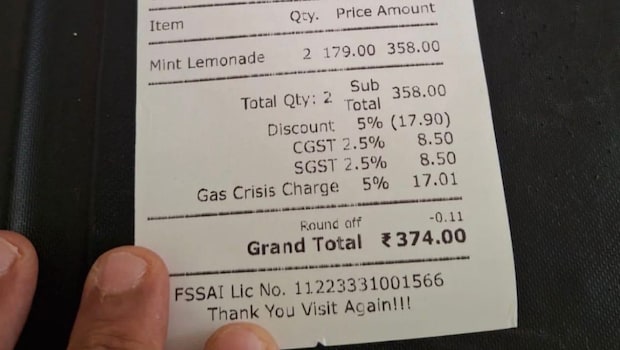 Item Qty. Price Amount
Mint Lemonade 2 179.00 358.00
Total Qty: 2 Sub Total 358.00
Discount 5% (17.90)
CGST 2.5% 8.50
SGST 2.5% 8.50
Gas Crisis Charge 5% 17.01
Round off -0.11
Grand Total ₹374.00
FSSAI Lic No. 11223331001566
Thank You Visit Again!!!